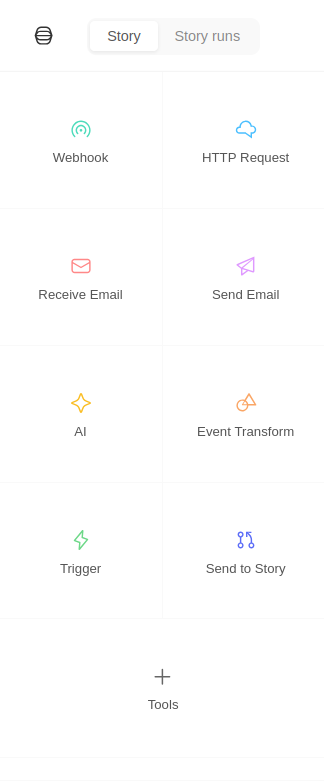 Story Story runs
Webhook HTTP Request
Receive Email Send Email
AI Event Transform
Trigger Send to Story
Tools